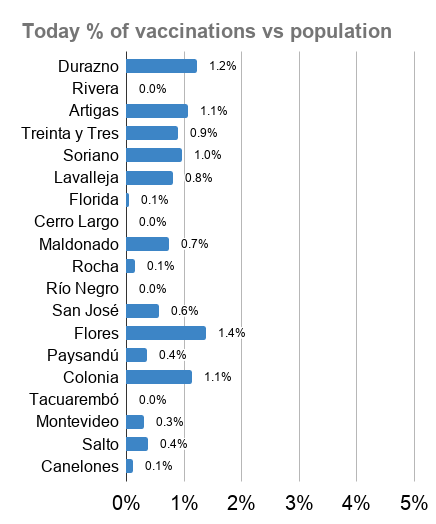 Today % of vaccinations vs population
Durazno 1.2%
Rivera 0.0%
Artigas 1.1%
Treinta y Tres 0.9%
Soriano 1.0%
Lavalleja 0.8%
Florida 0.1%
Cerro Largo 0.0%
Maldonado 0.7%
Rocha 0.1%
Río Negro 0.0%
San José 0.6%
Flores 1.4%
Paysandú 0.4%
Colonia 1.1%
Tacuarembó 0.0%
Montevideo 0.3%
Salto 0.4%
Canelones 0.1%
0% 1% 2% 3% 4% 5%